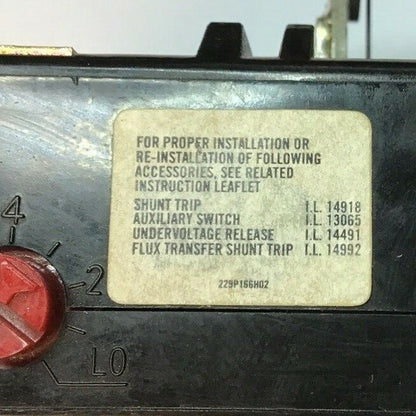 FOR PROPER INSTALLATION OR
RE-INSTALLATION OF FOLLOWING
ACCESSORIES, SEE RELATED
INSTRUCTION LEAFLET
SHUNT TRIP I.L. 14918
AUXILIARY SWITCH I.L. 13065
UNDERVOLTAGE RELEASE I.L. 14491
FLUX TRANSFER SHUNT TRIP I.L. 14992
229P166H02
4
2
LO